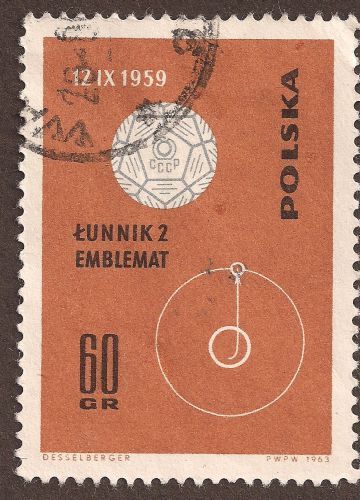 12 IX 1959
CCCP
ŁUNNIK 2
EMBLEMAT
POLSKA
60
GR
DESSELBERGER
PWPW 1963